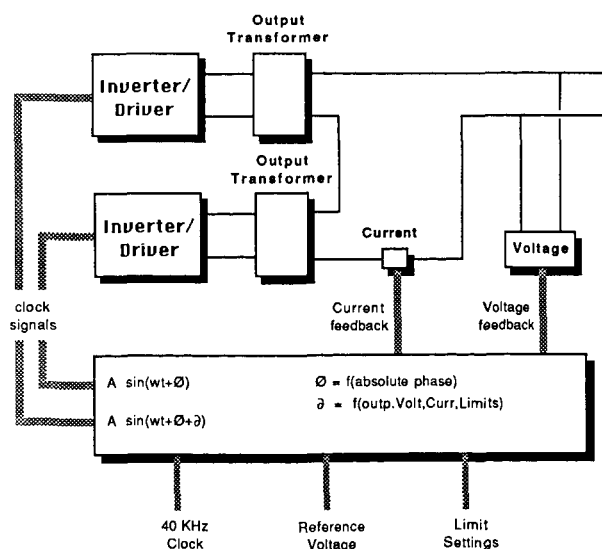 Output
Transformer
Inverter/
Driver
Output
Transformer
Inverter/
Driver
Current
Voltage
clock
signals
Current
feedback
Voltage
feedback
A sin(wt+Ø)
Ø = f(absolute phase)
∂ = f(outp.Volt,Curr,Limits)
A sin(wt+Ø+∂)
40 KHz
Clock
Reference
Voltage
Limit
Settings